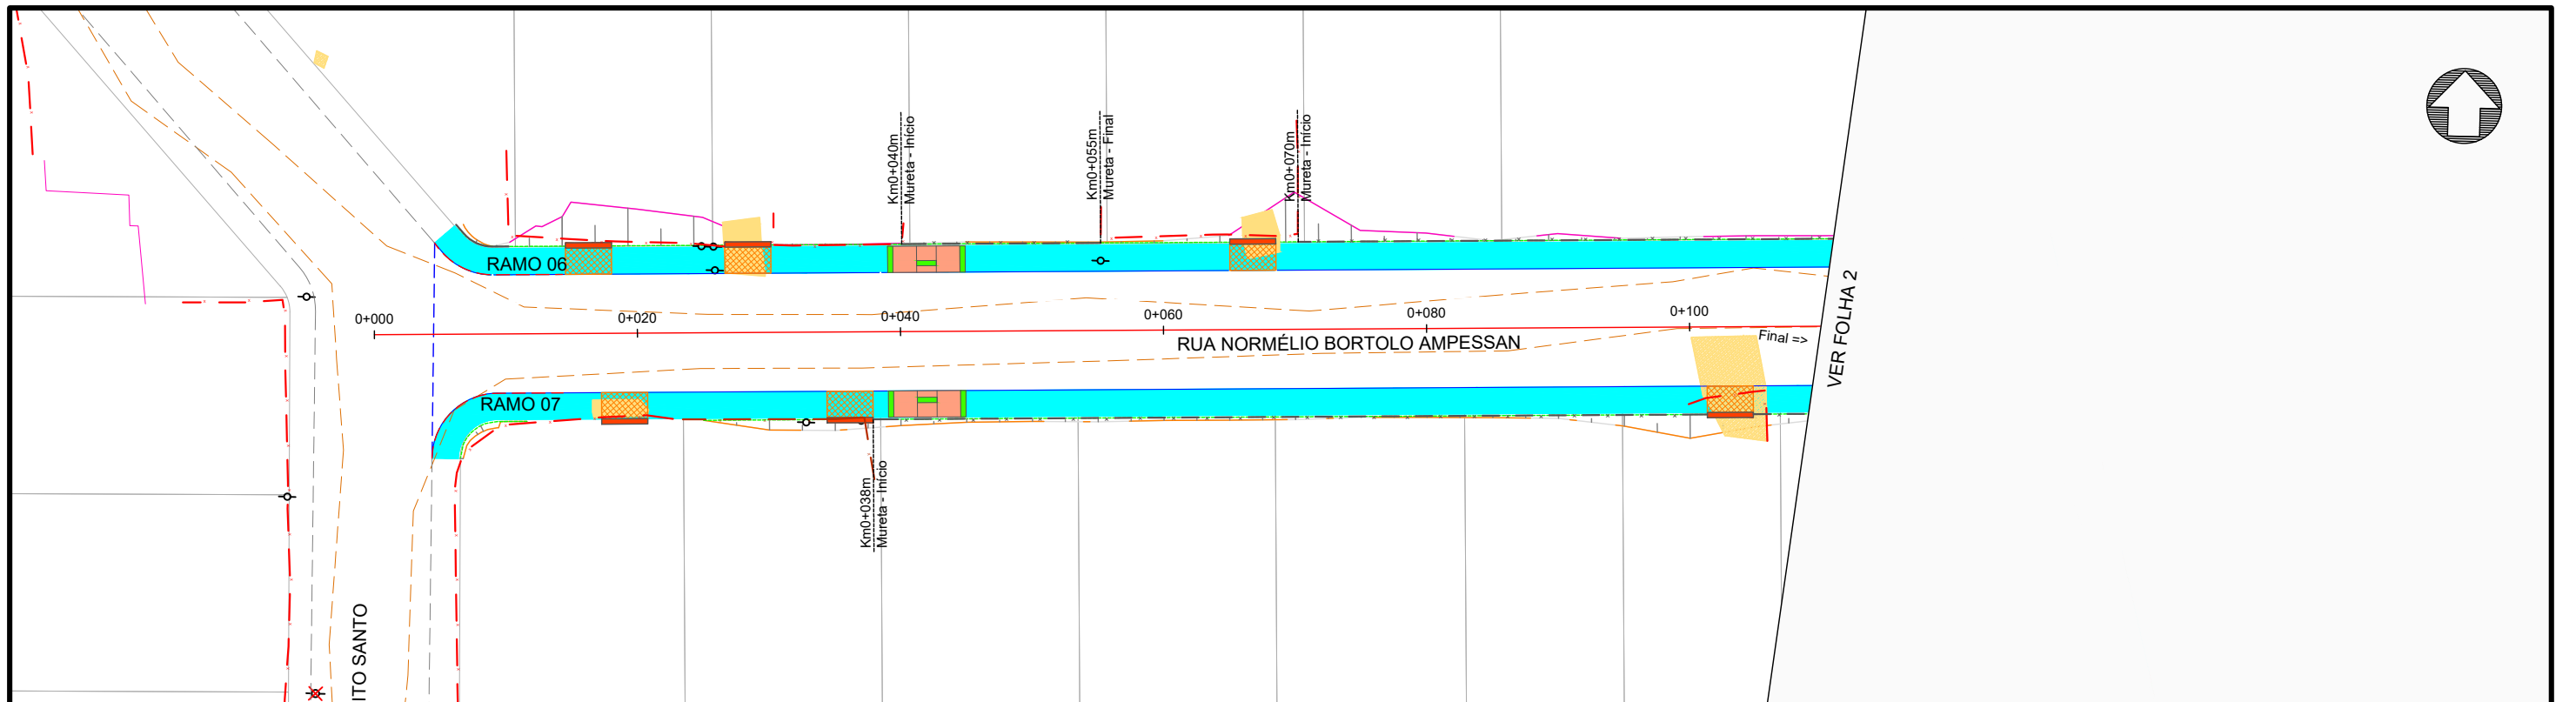 Km0+040m
Mureta - Início
Km0+055m
Mureta - Final
Km0+070m
Mureta - Início
RAMO 06
0+000
0+020
0+040
0+060
0+080
0+100
RUA NORMÉLIO BORTOLO AMPESSAN
Final =>
VER FOLHA 2
RAMO 07
Km0+038m
Mureta - Início
ITO SANTO